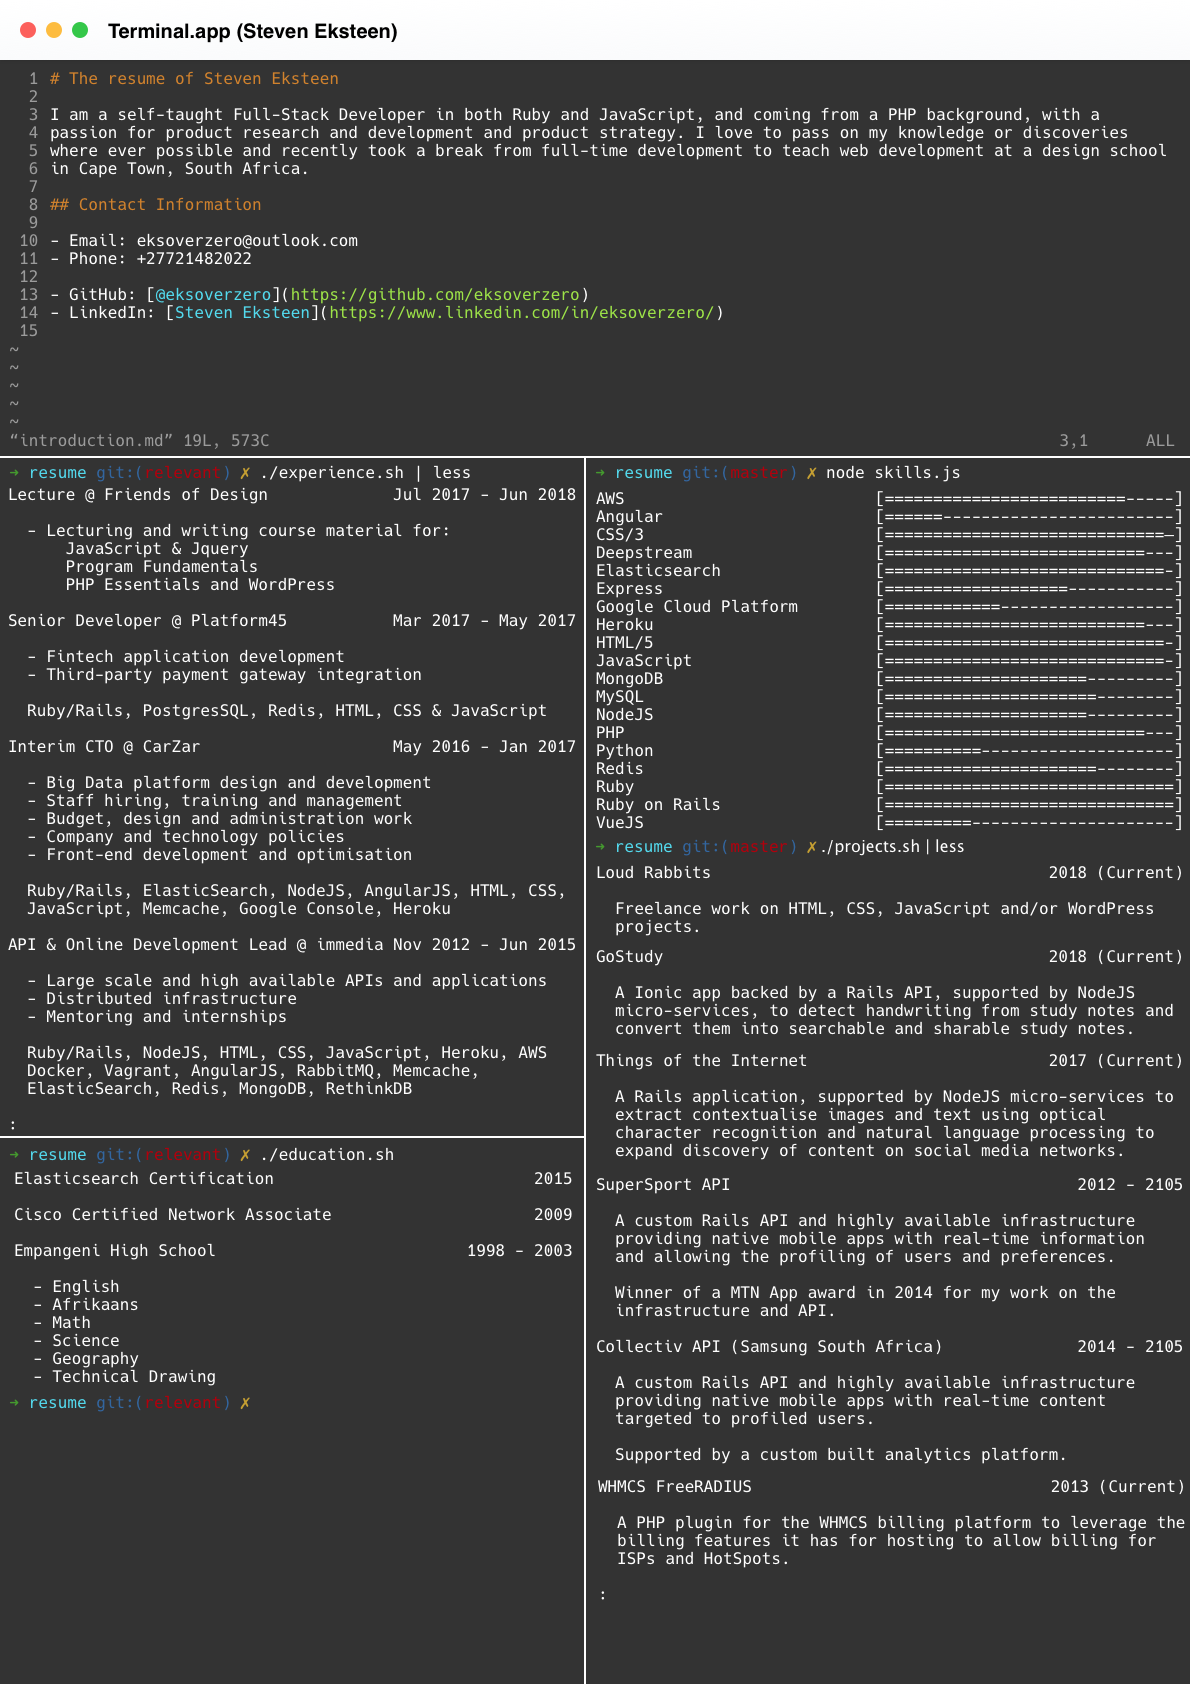 Terminal.app (Steven Eksteen)
1 # The resume of Steven Eksteen
2
3 I am a self-taught Full-Stack Developer in both Ruby and JavaScript, and coming from a PHP background, with a
4 passion for product research and development and product strategy. I love to pass on my knowledge or discoveries
5 where ever possible and recently took a break from full-time development to teach web development at a design school
6 in Cape Town, South Africa.
7
8 ## Contact Information
9
10 - Email: eksoverzero@outlook.com
11 - Phone: +27721482022
12
13 - GitHub: [@eksoverzero](https://github.com/eksoverzero)
14 - LinkedIn: [Steven Eksteen](https://www.linkedin.com/in/eksoverzero/)
15
~
~
~
~
~
“introduction.md” 19L, 573C 3,1 ALL
➜ resume git:(relevant) ✗ ./experience.sh | less
Lecture @ Friends of Design Jul 2017 - Jun 2018
- Lecturing and writing course material for:
JavaScript & Jquery
Program Fundamentals
PHP Essentials and WordPress
Senior Developer @ Platform45 Mar 2017 - May 2017
- Fintech application development
- Third-party payment gateway integration
Ruby/Rails, PostgresSQL, Redis, HTML, CSS & JavaScript
Interim CTO @ CarZar May 2016 - Jan 2017
- Big Data platform design and development
- Staff hiring, training and management
- Budget, design and administration work
- Company and technology policies
- Front-end development and optimisation
Ruby/Rails, ElasticSearch, NodeJS, AngularJS, HTML, CSS,
JavaScript, Memcache, Google Console, Heroku
API & Online Development Lead @ immedia Nov 2012 - Jun 2015
- Large scale and high available APIs and applications
- Distributed infrastructure
- Mentoring and internships
Ruby/Rails, NodeJS, HTML, CSS, JavaScript, Heroku, AWS
Docker, Vagrant, AngularJS, RabbitMQ, Memcache,
ElasticSearch, Redis, MongoDB, RethinkDB
:
➜ resume git:(relevant) ✗ ./education.sh
Elasticsearch Certification 2015
Cisco Certified Network Associate 2009
Empangeni High School 1998 - 2003
- English
- Afrikaans
- Math
- Science
- Geography
- Technical Drawing
➜ resume git:(relevant) ✗
➜ resume git:(master) ✗ node skills.js
AWS [=========================-----]
Angular [======------------------------]
CSS/3 [=============================—]
Deepstream [===========================---]
Elasticsearch [=============================-]
Express [===================-----------]
Google Cloud Platform [============------------------]
Heroku [===========================---]
HTML/5 [=============================-]
JavaScript [=============================-]
MongoDB [=====================---------]
MySQL [======================--------]
NodeJS [=====================---------]
PHP [===========================---]
Python [==========--------------------]
Redis [======================--------]
Ruby [==============================]
Ruby on Rails [==============================]
VueJS [=========---------------------]
➜ resume git:(master) ✗ ./projects.sh | less
Loud Rabbits 2018 (Current)
Freelance work on HTML, CSS, JavaScript and/or WordPress
projects.
GoStudy 2018 (Current)
A Ionic app backed by a Rails API, supported by NodeJS
micro-services, to detect handwriting from study notes and
convert them into searchable and sharable study notes.
Things of the Internet 2017 (Current)
A Rails application, supported by NodeJS micro-services to
extract contextualise images and text using optical
character recognition and natural language processing to
expand discovery of content on social media networks.
SuperSport API 2012 - 2105
A custom Rails API and highly available infrastructure
providing native mobile apps with real-time information
and allowing the profiling of users and preferences.
Winner of a MTN App award in 2014 for my work on the
infrastructure and API.
Collectiv API (Samsung South Africa) 2014 - 2105
A custom Rails API and highly available infrastructure
providing native mobile apps with real-time content
targeted to profiled users.
Supported by a custom built analytics platform.
WHMCS FreeRADIUS 2013 (Current)
A PHP plugin for the WHMCS billing platform to leverage the
billing features it has for hosting to allow billing for
ISPs and HotSpots.
: